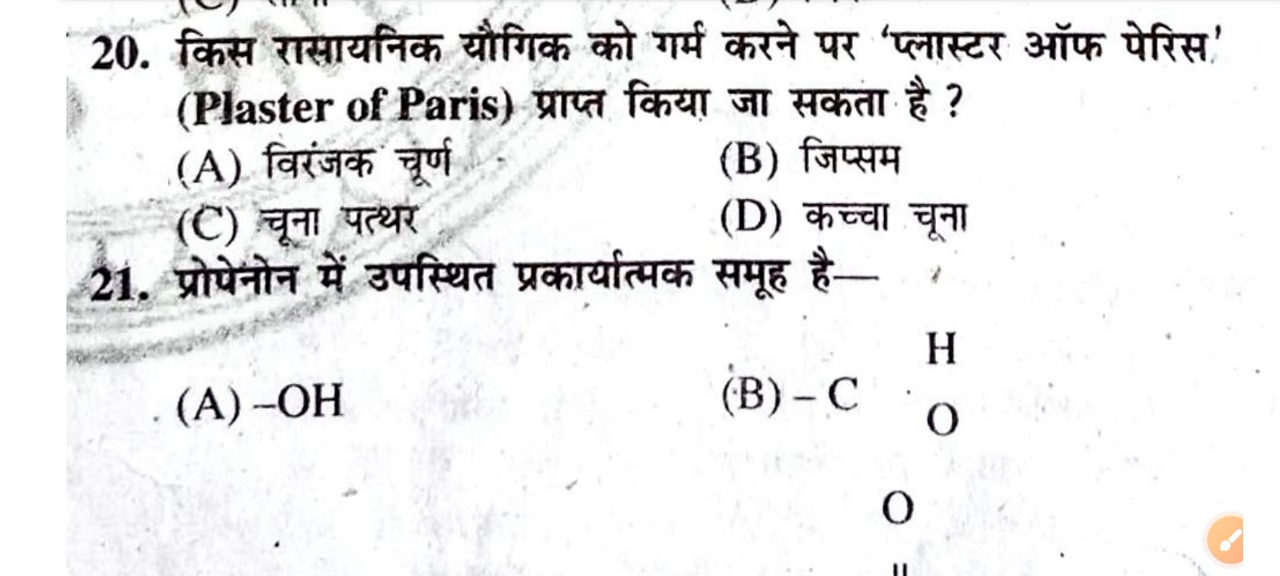 20. किस रासायनिक यौगिक को गर्म करने पर ‘प्लास्टर ऑफ पेरिस’
(Plaster of Paris) प्राप्त किया जा सकता है ?
(A) विरंजक चूर्ण (B) जिप्सम
(C) चूना पत्थर (D) कच्चा चूना
21. प्रोपेनोन में उपस्थित प्रकार्यात्मक समूह है—
H
(A) –OH (B) – C
O
O